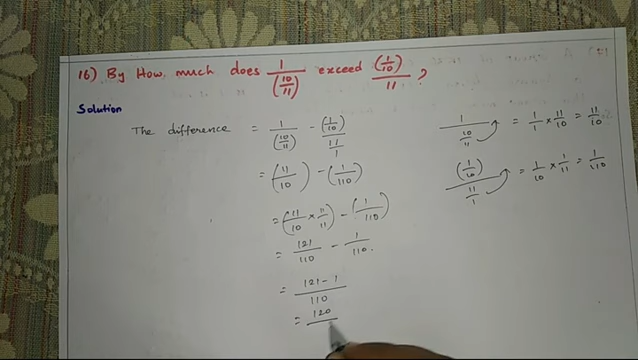 16) By How much does 1/(10/11) exceed (1/10)/11 ?
Solution
The difference = 1/(10/11) - (1/10)/(11/1)
= (11/10) - (1/110)
= (11/10 × 11/11) - (1/110)
= 121/110 - 1/110.
= 121-1/110
= 120/
1/(10/11) = 1/1 × 11/10 = 11/10
(1/10)/(11/1) = 1/10 × 1/11 = 1/110